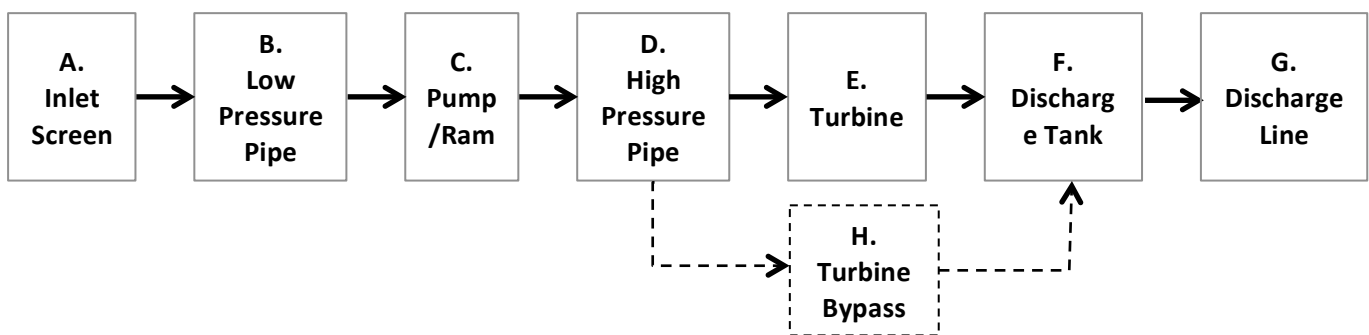 A.
Inlet
Screen
B.
Low
Pressure
Pipe
C.
Pump
/Ram
D.
High
Pressure
Pipe
E.
Turbine
F.
Discharg
e Tank
G.
Discharge
Line
H.
Turbine
Bypass